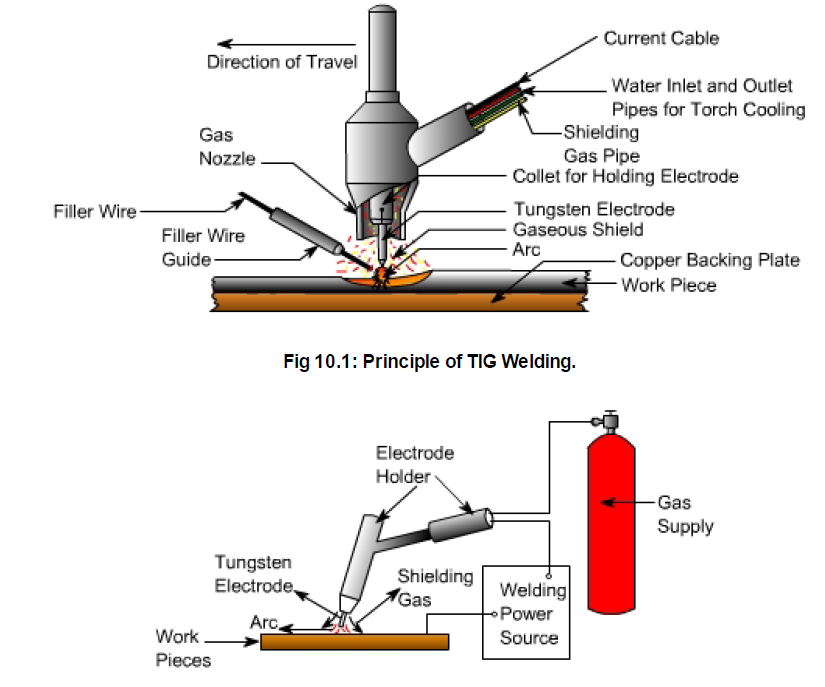 Current Cable
Direction of Travel
Water Inlet and Outlet
Pipes for Torch Cooling
Gas
Nozzle
Shielding
Gas Pipe
Collet for Holding Electrode
Filler Wire
Tungsten Electrode
Filler Wire
Guide
Gaseous Shield
Arc
Copper Backing Plate
Work Piece
Fig 10.1: Principle of TIG Welding.
Electrode
Holder
Gas
Supply
Tungsten
Electrode
Shielding
Gas
Welding
Power
Source
Arc
Work
Pieces